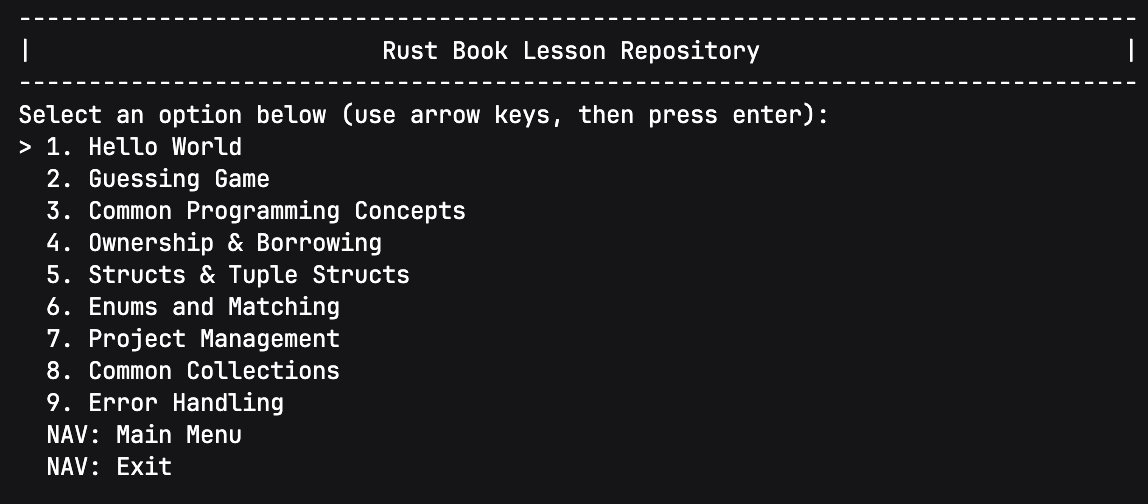 --------------------------------------------------------------------------------
|                         Rust Book Lesson Repository                          |
--------------------------------------------------------------------------------
Select an option below (use arrow keys, then press enter):
> 1. Hello World
  2. Guessing Game
  3. Common Programming Concepts
  4. Ownership & Borrowing
  5. Structs & Tuple Structs
  6. Enums and Matching
  7. Project Management
  8. Common Collections
  9. Error Handling
  NAV: Main Menu
  NAV: Exit